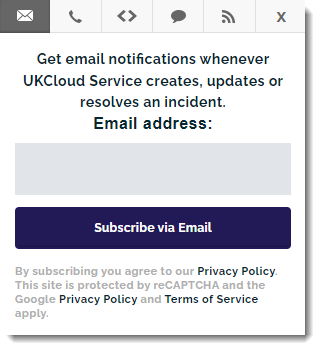 X
Get email notifications whenever
UKCloud Service creates, updates or
resolves an incident.
Email address:
Subscribe via Email
By subscribing you agree to our Privacy Policy.
This site is protected by reCAPTCHA and the
Google Privacy Policy and Terms of Service
apply.